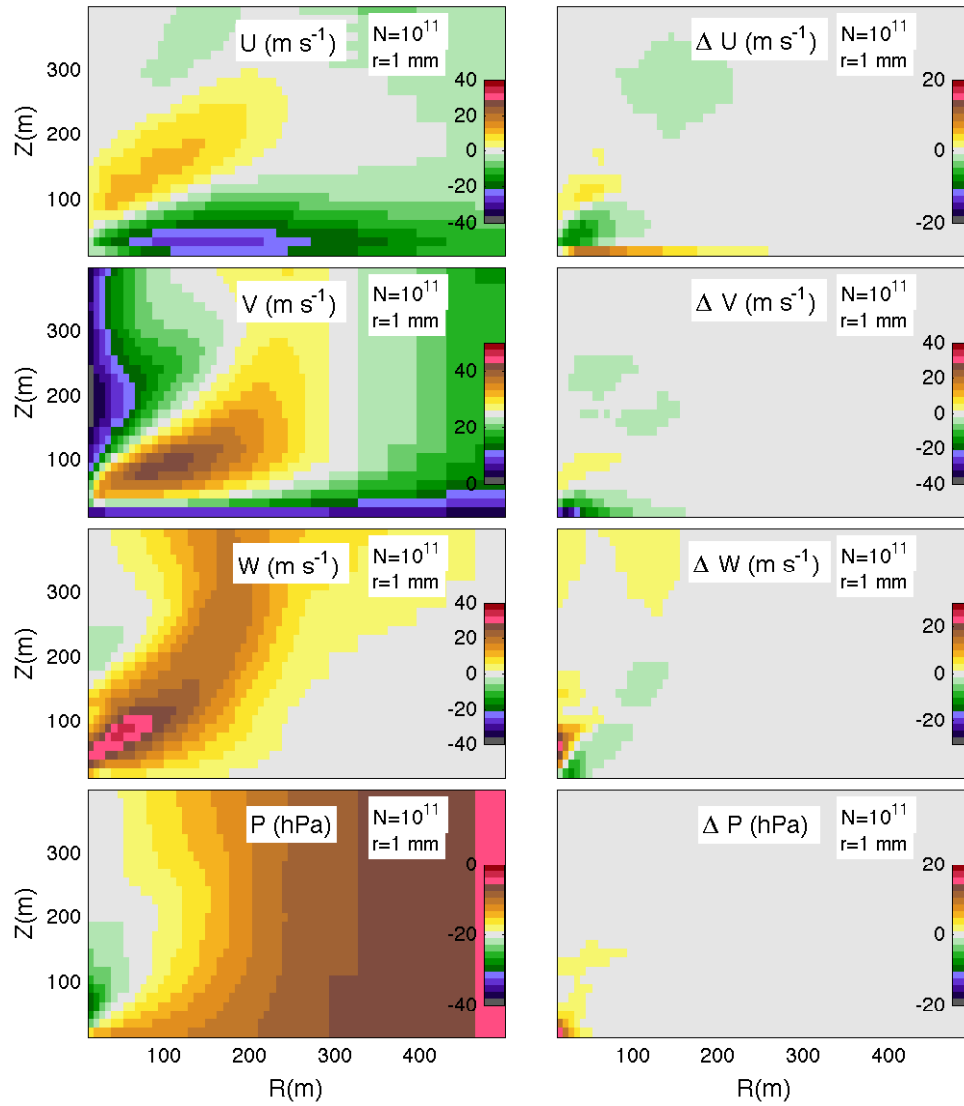 U (m s-1)
N=10^11
r=1 mm
Z(m)
300
200
100
40
20
0
-20
-40
Δ U (m s-1)
N=10^11
r=1 mm
20
0
-20
V (m s-1)
N=10^11
r=1 mm
Z(m)
300
200
100
40
20
0
Δ V (m s-1)
N=10^11
r=1 mm
40
20
0
-20
-40
W (m s-1)
N=10^11
r=1 mm
Z(m)
300
200
100
40
20
0
-20
-40
Δ W (m s-1)
N=10^11
r=1 mm
20
0
-20
P (hPa)
N=10^11
r=1 mm
Z(m)
300
200
100
0
-20
-40
Δ P (hPa)
N=10^11
r=1 mm
20
0
-20
100 200 300 400
R(m)
100 200 300 400
R(m)